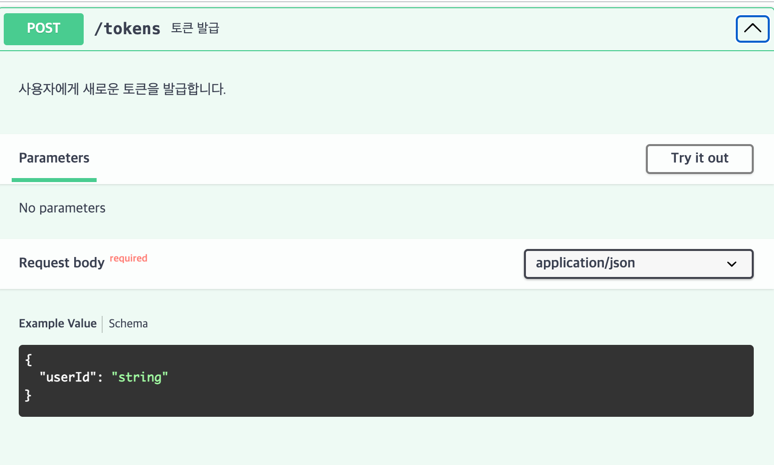 POST /tokens 토큰 발급
사용자에게 새로운 토큰을 발급합니다.
Parameters Try it out
No parameters
Request body required application/json
Example Value Schema
{
"userId": "string"
}